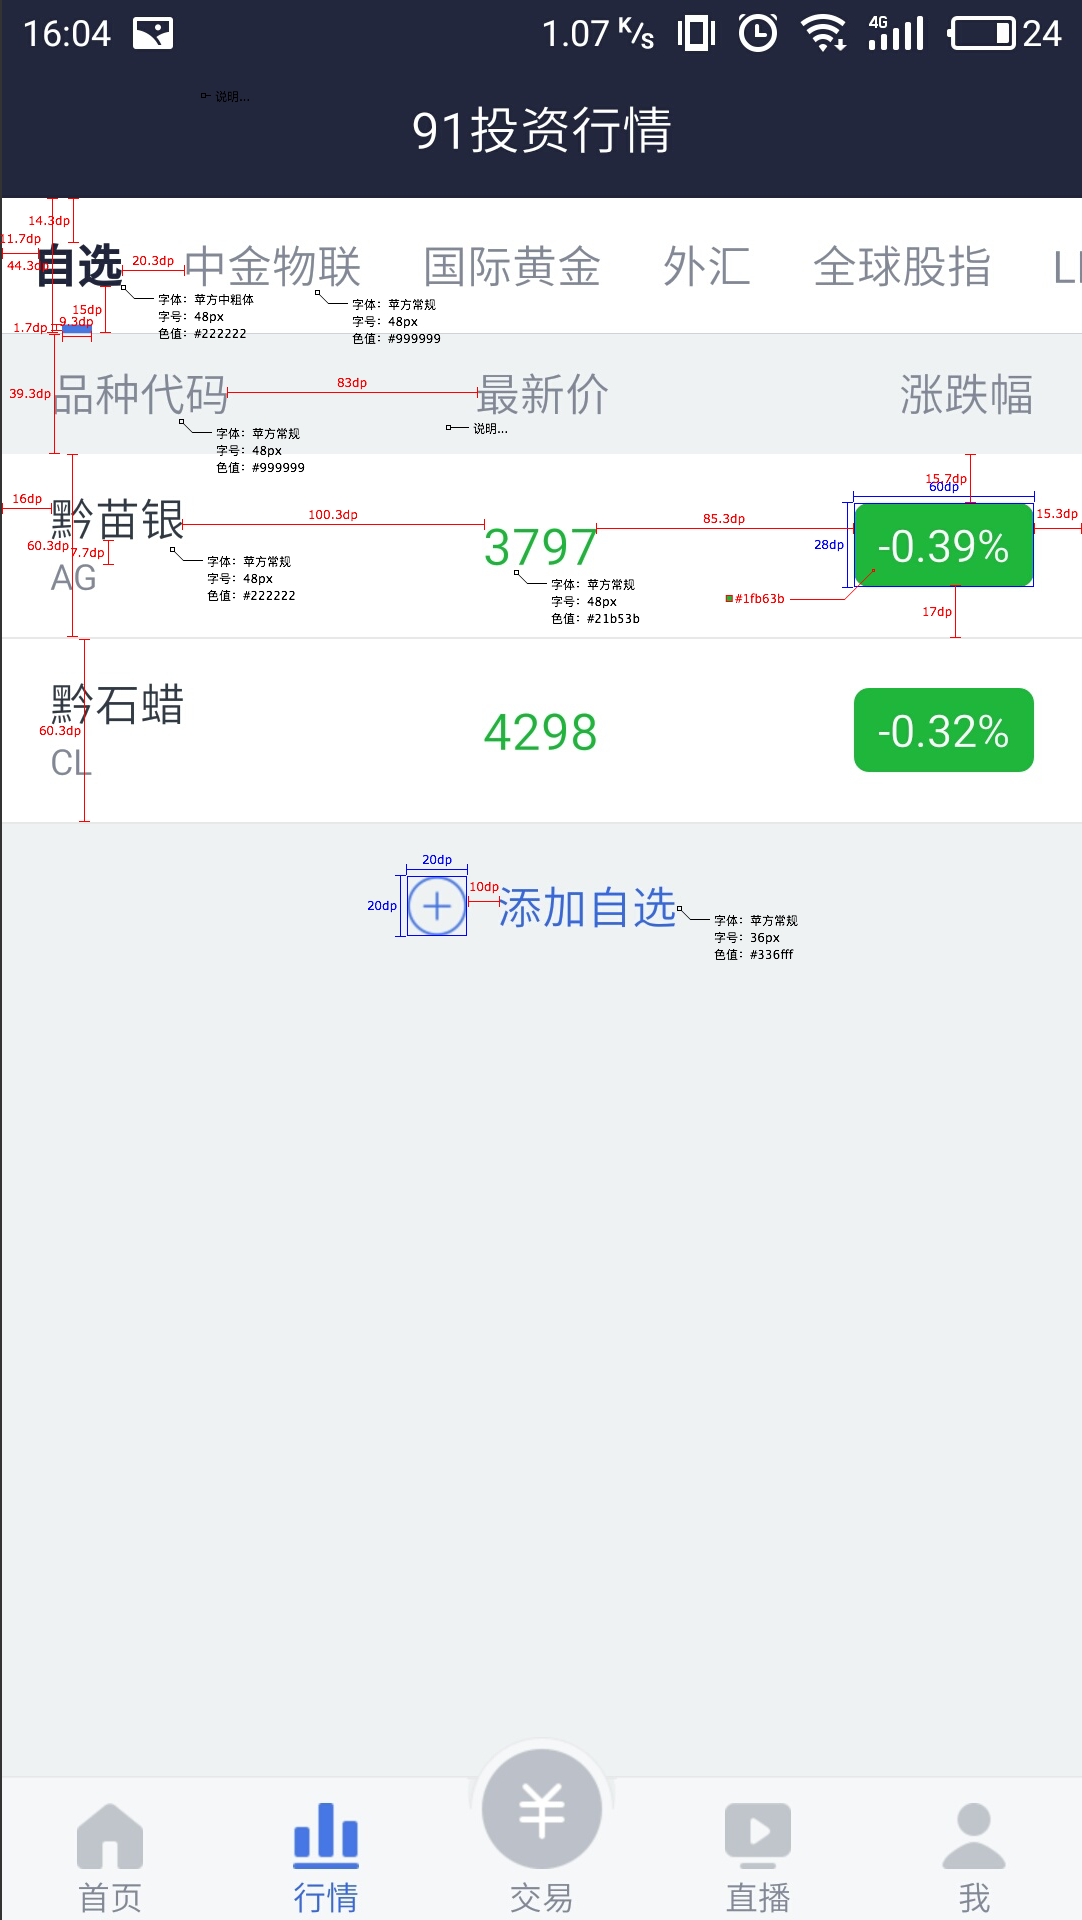 16:04 1.07 K/s 4G 24
说明...
91投资行情
14.3dp
11.7dp
44.3dp
自选 20.3dp 中金物联 国际黄金 外汇 全球股指
字体：苹方中粗体
字号：48px
色值：#222222
字体：苹方常规
字号：48px
色值：#999999
15dp
9.3dp
1.7dp
39.3dp
品种代码 83dp 最新价 涨跌幅
字体：苹方常规
字号：48px
色值：#999999
说明...
15.7dp
60dp
16dp
黔苗银 100.3dp 3797 85.3dp 28dp -0.39% 15.3dp
60.3dp
7.7dp
AG
字体：苹方常规
字号：48px
色值：#222222
字体：苹方常规
字号：48px
色值：#21b53b
#1fb63b
17dp
黔石蜡
60.3dp
CL
4298
-0.32%
20dp
20dp
10dp
添加自选
字体：苹方常规
字号：36px
色值：#336fff
¥
首页 行情 交易 直播 我